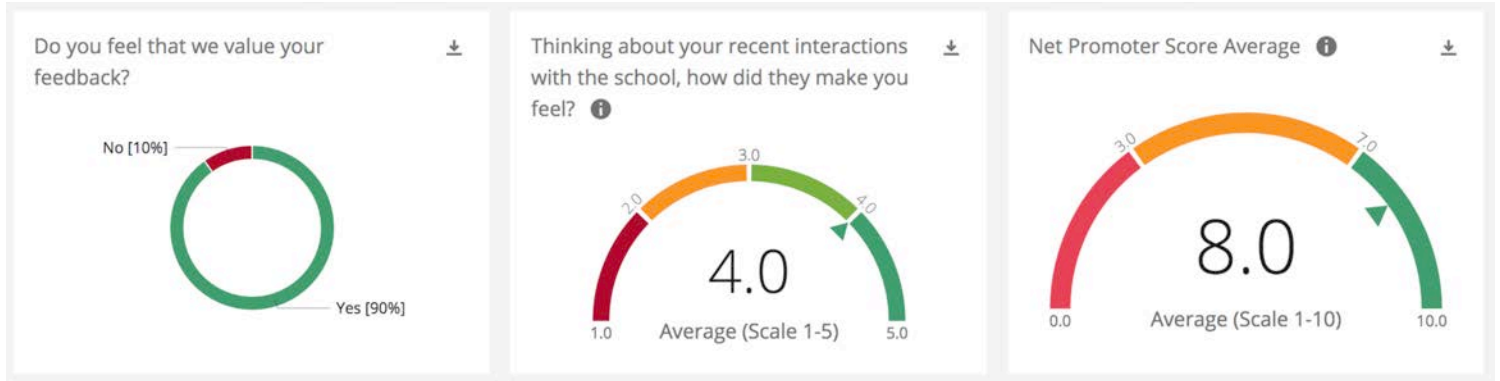 Do you feel that we value your
feedback?
No [10%]
Yes [90%]
Thinking about your recent interactions
with the school, how did they make you
feel?
3.0
2.0
4.0
4.0
1.0
Average (Scale 1-5)
5.0
Net Promoter Score Average
3.0
7.0
8.0
0.0
Average (Scale 1-10)
10.0